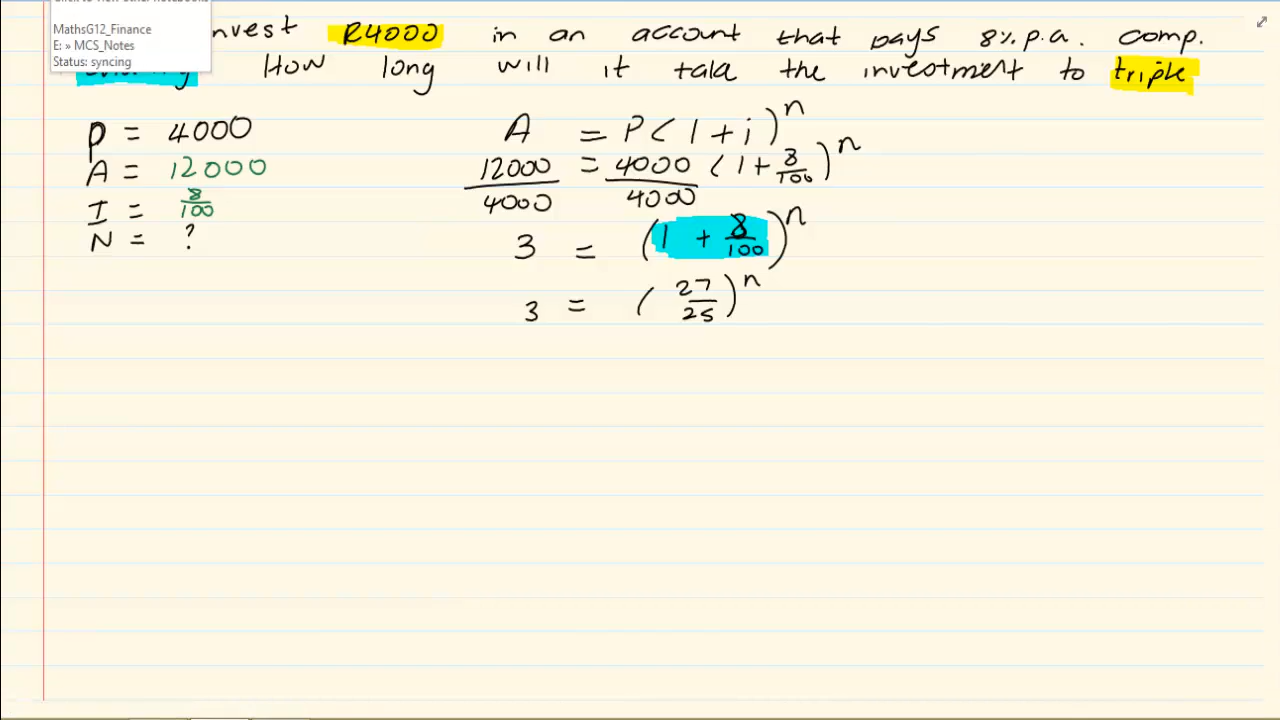 MathsG12_Finance
E: » MCS_Notes
Status: syncing
nvest R4000 in an account that pays 8% p.a. comp.
How long will it take the investment to triple
P = 4000
A = 12000
I = 8/100
N = ?
A = P(1+i)^n
12000/4000 = 4000/4000 (1+8/100)^n
3 = (1 + 8/100)^n
3 = (27/25)^n